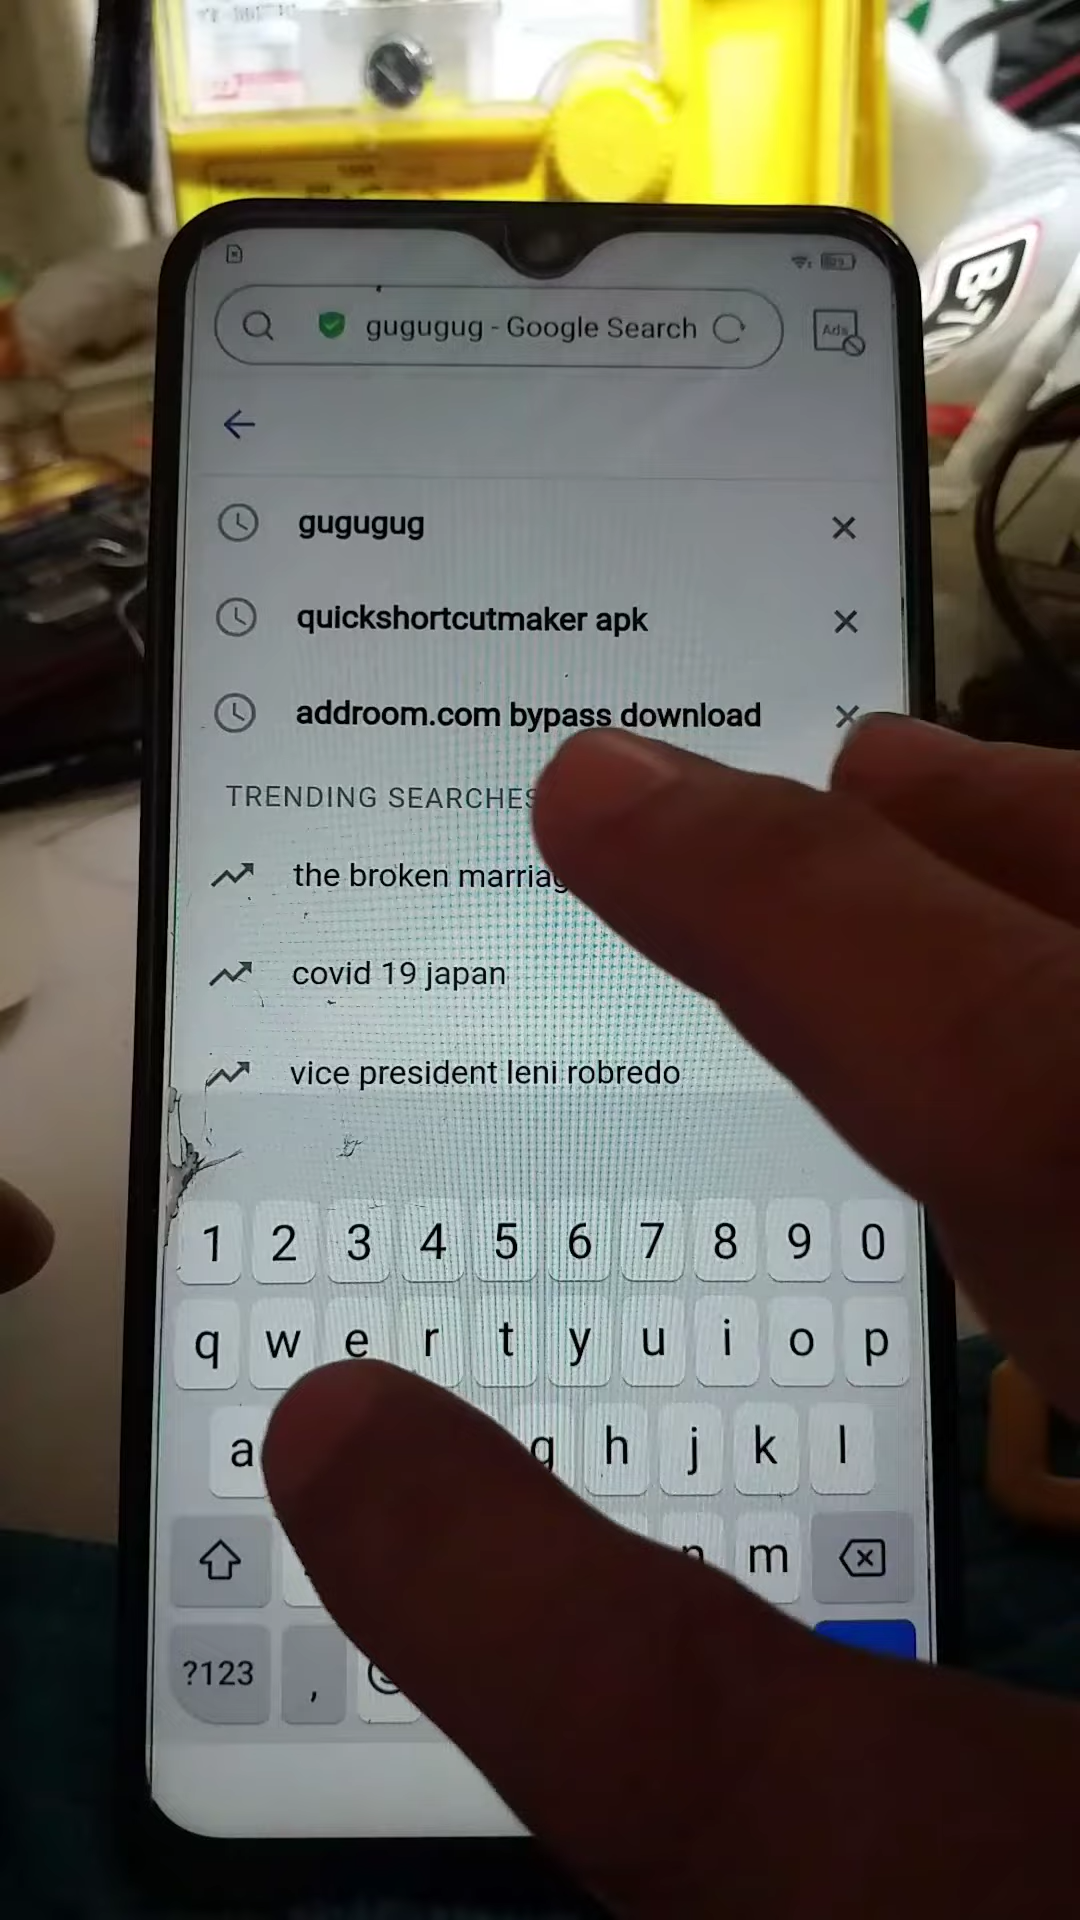 gugugug - Google Search
Ads
gugugug
quickshortcutmaker apk
addroom.com bypass download
TRENDING SEARCHES
the broken
covid 19 japan
vice president leni robredo
1 2 3 4 5 6 7 8 9 0
q w e r t y u i o p
a g h j k l
n m
?123 ,